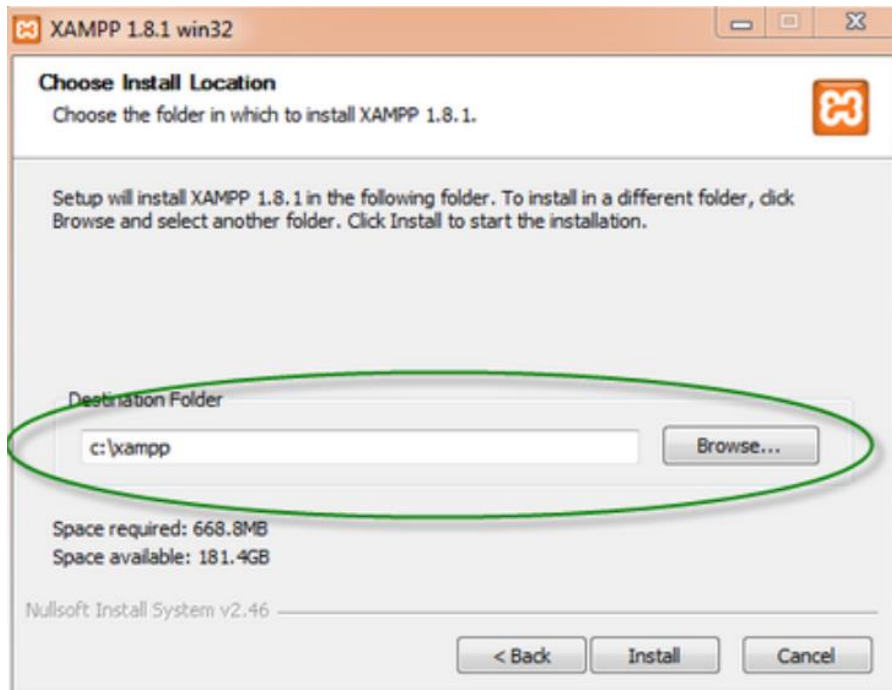 XAMPP 1.8.1 win32
Choose Install Location
Choose the folder in which to install XAMPP 1.8.1.
Setup will install XAMPP 1.8.1 in the following folder. To install in a different folder, click
Browse and select another folder. Click Install to start the installation.
Destination Folder
c:\xampp
Browse...
Space required: 668.8MB
Space available: 181.4GB
Nullsoft Install System v2.46
< Back Install Cancel